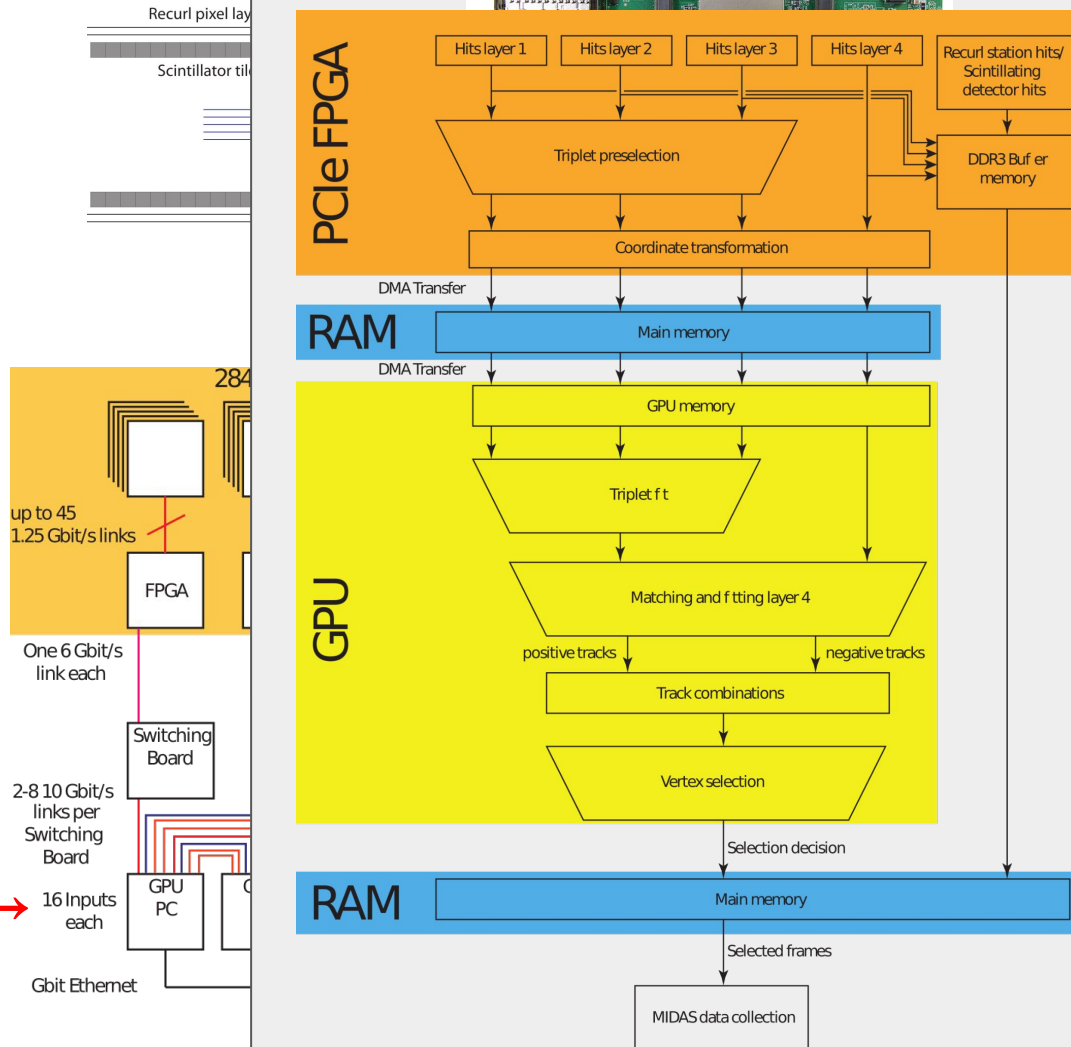 Recurl pixel lay
Scintillator tile
284
up to 45
1.25 Gbit/s links
FPGA
One 6 Gbit/s
link each
Switching
Board
2-8 10 Gbit/s
links per
Switching
Board
16 Inputs
each
GPU
PC
Gbit Ethernet
PCIe FPGA
Hits layer 1
Hits layer 2
Hits layer 3
Hits layer 4
Recurl station hits/
Scintillating
detector hits
Triplet preselection
DDR3 Buf er
memory
Coordinate transformation
DMA Transfer
RAM
Main memory
DMA Transfer
GPU
GPU memory
Triplet f t
Matching and f tting layer 4
positive tracks
negative tracks
Track combinations
Vertex selection
Selection decision
RAM
Main memory
Selected frames
MIDAS data collection